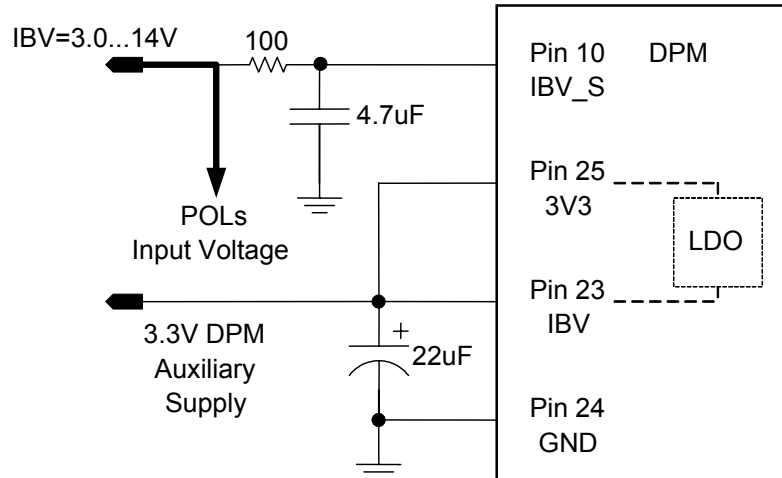 IBV=3.0...14V
100
Pin 10 DPM
IBV_S
4.7uF
Pin 25
3V3
POLs
Input Voltage
LDO
Pin 23
IBV
3.3V DPM
Auxiliary
Supply
+
22uF
Pin 24
GND